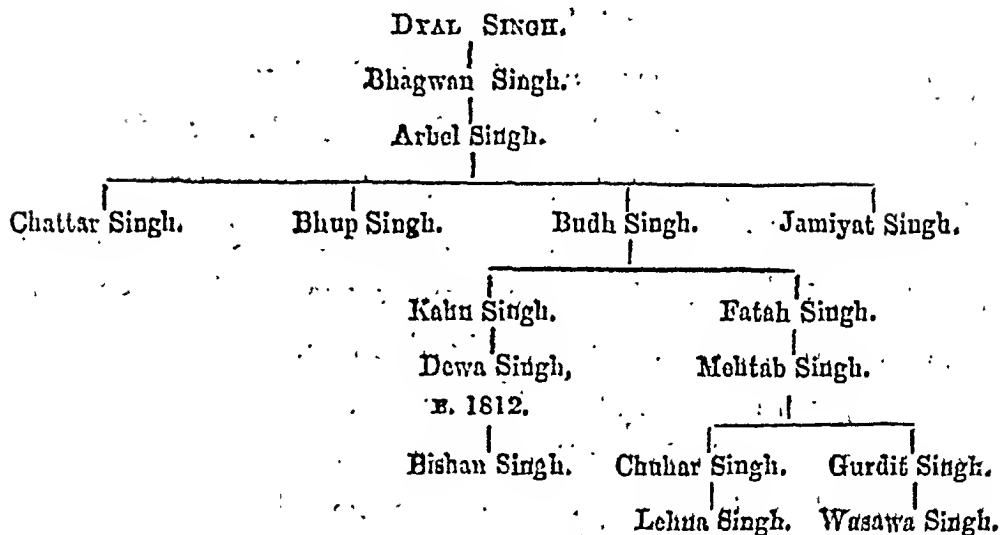 DYAL SINGH.
Bhagwan Singh.
Arbel Singh.
Chattar Singh. Bhup Singh. Budh Singh. Jamiyat Singh.
Kahn Singh. Fatah Singh.
Dewa Singh, Mehtab Singh.
B. 1812.
Bishan Singh. Chuhar Singh. Gurdit Singh.
Lehna Singh. Wasawa Singh.